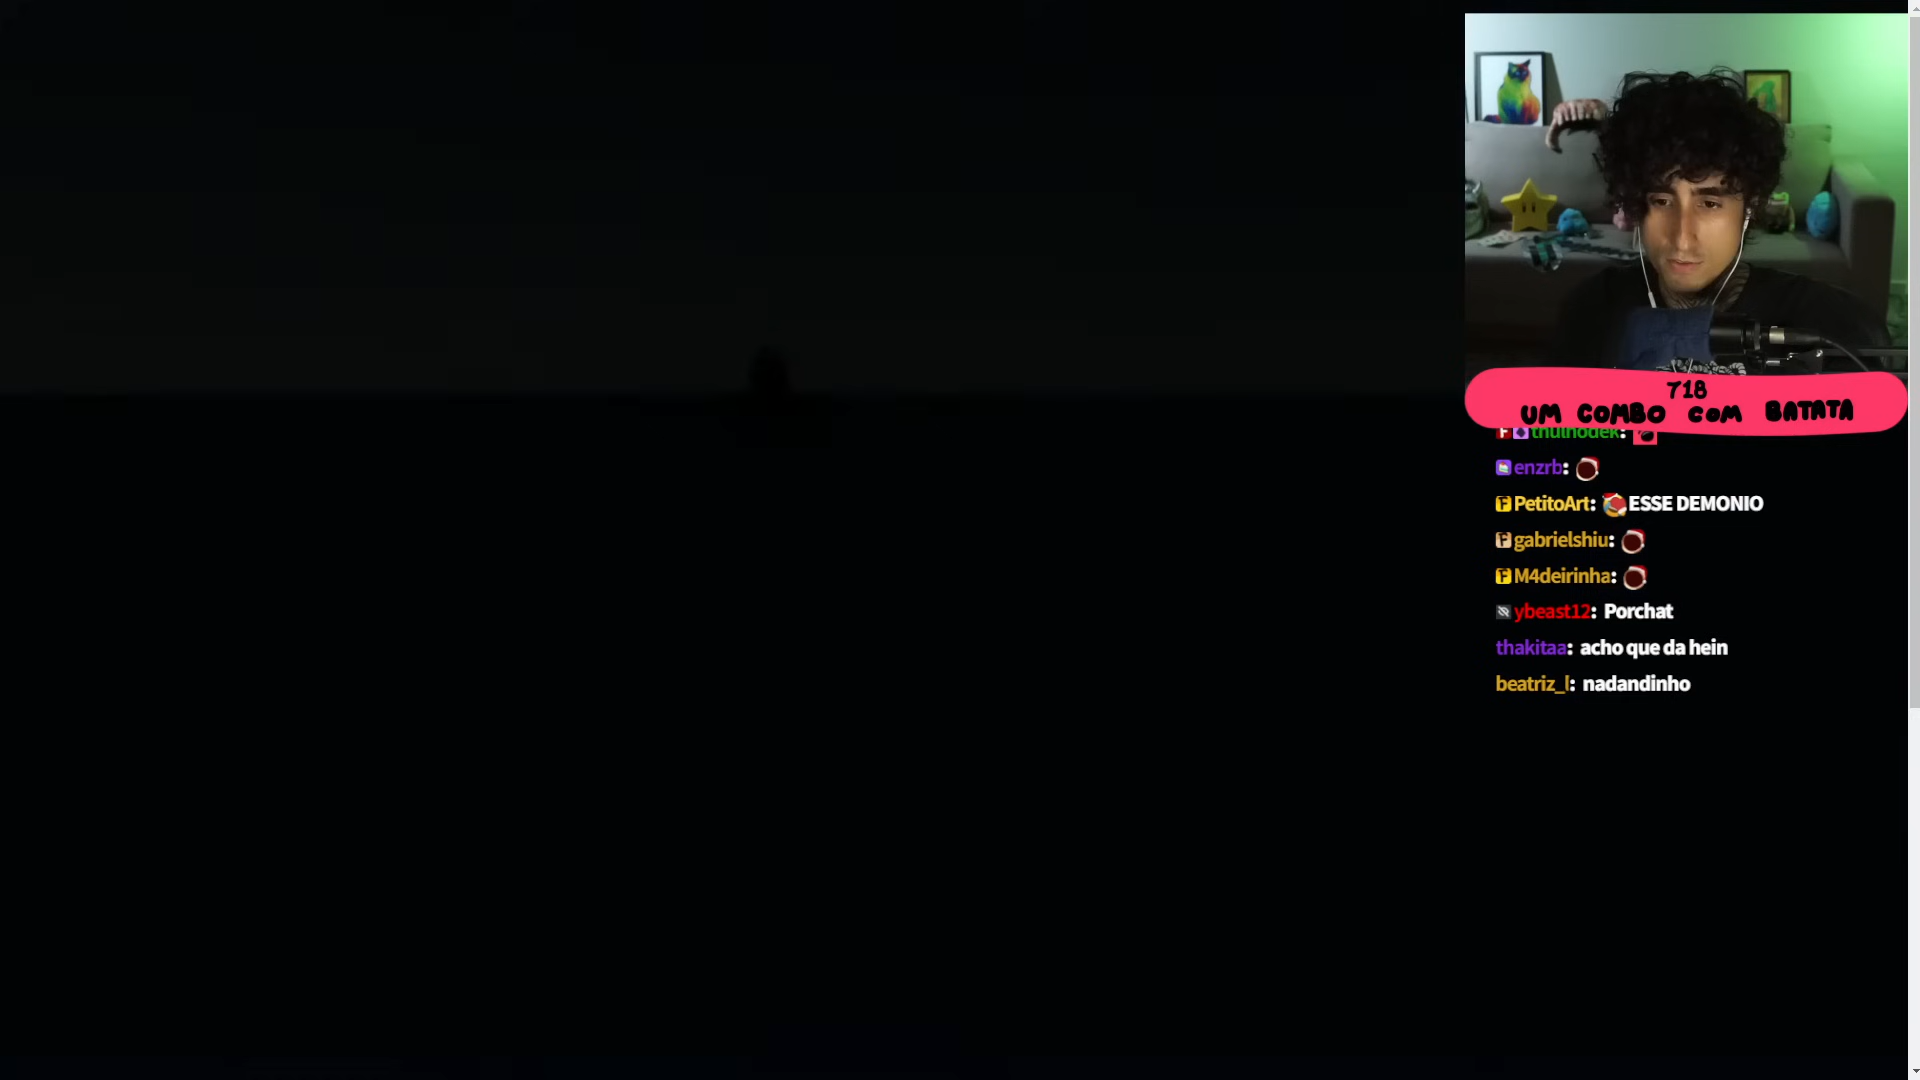 718
UM COMBO COM BATATA
thulhodek:
enzrb:
PetitoArt: ESSE DEMONIO
gabrielshiu:
M4deirinha:
ybeast12: Porchat
thakitaa: acho que da hein
beatriz_l: nadandinho